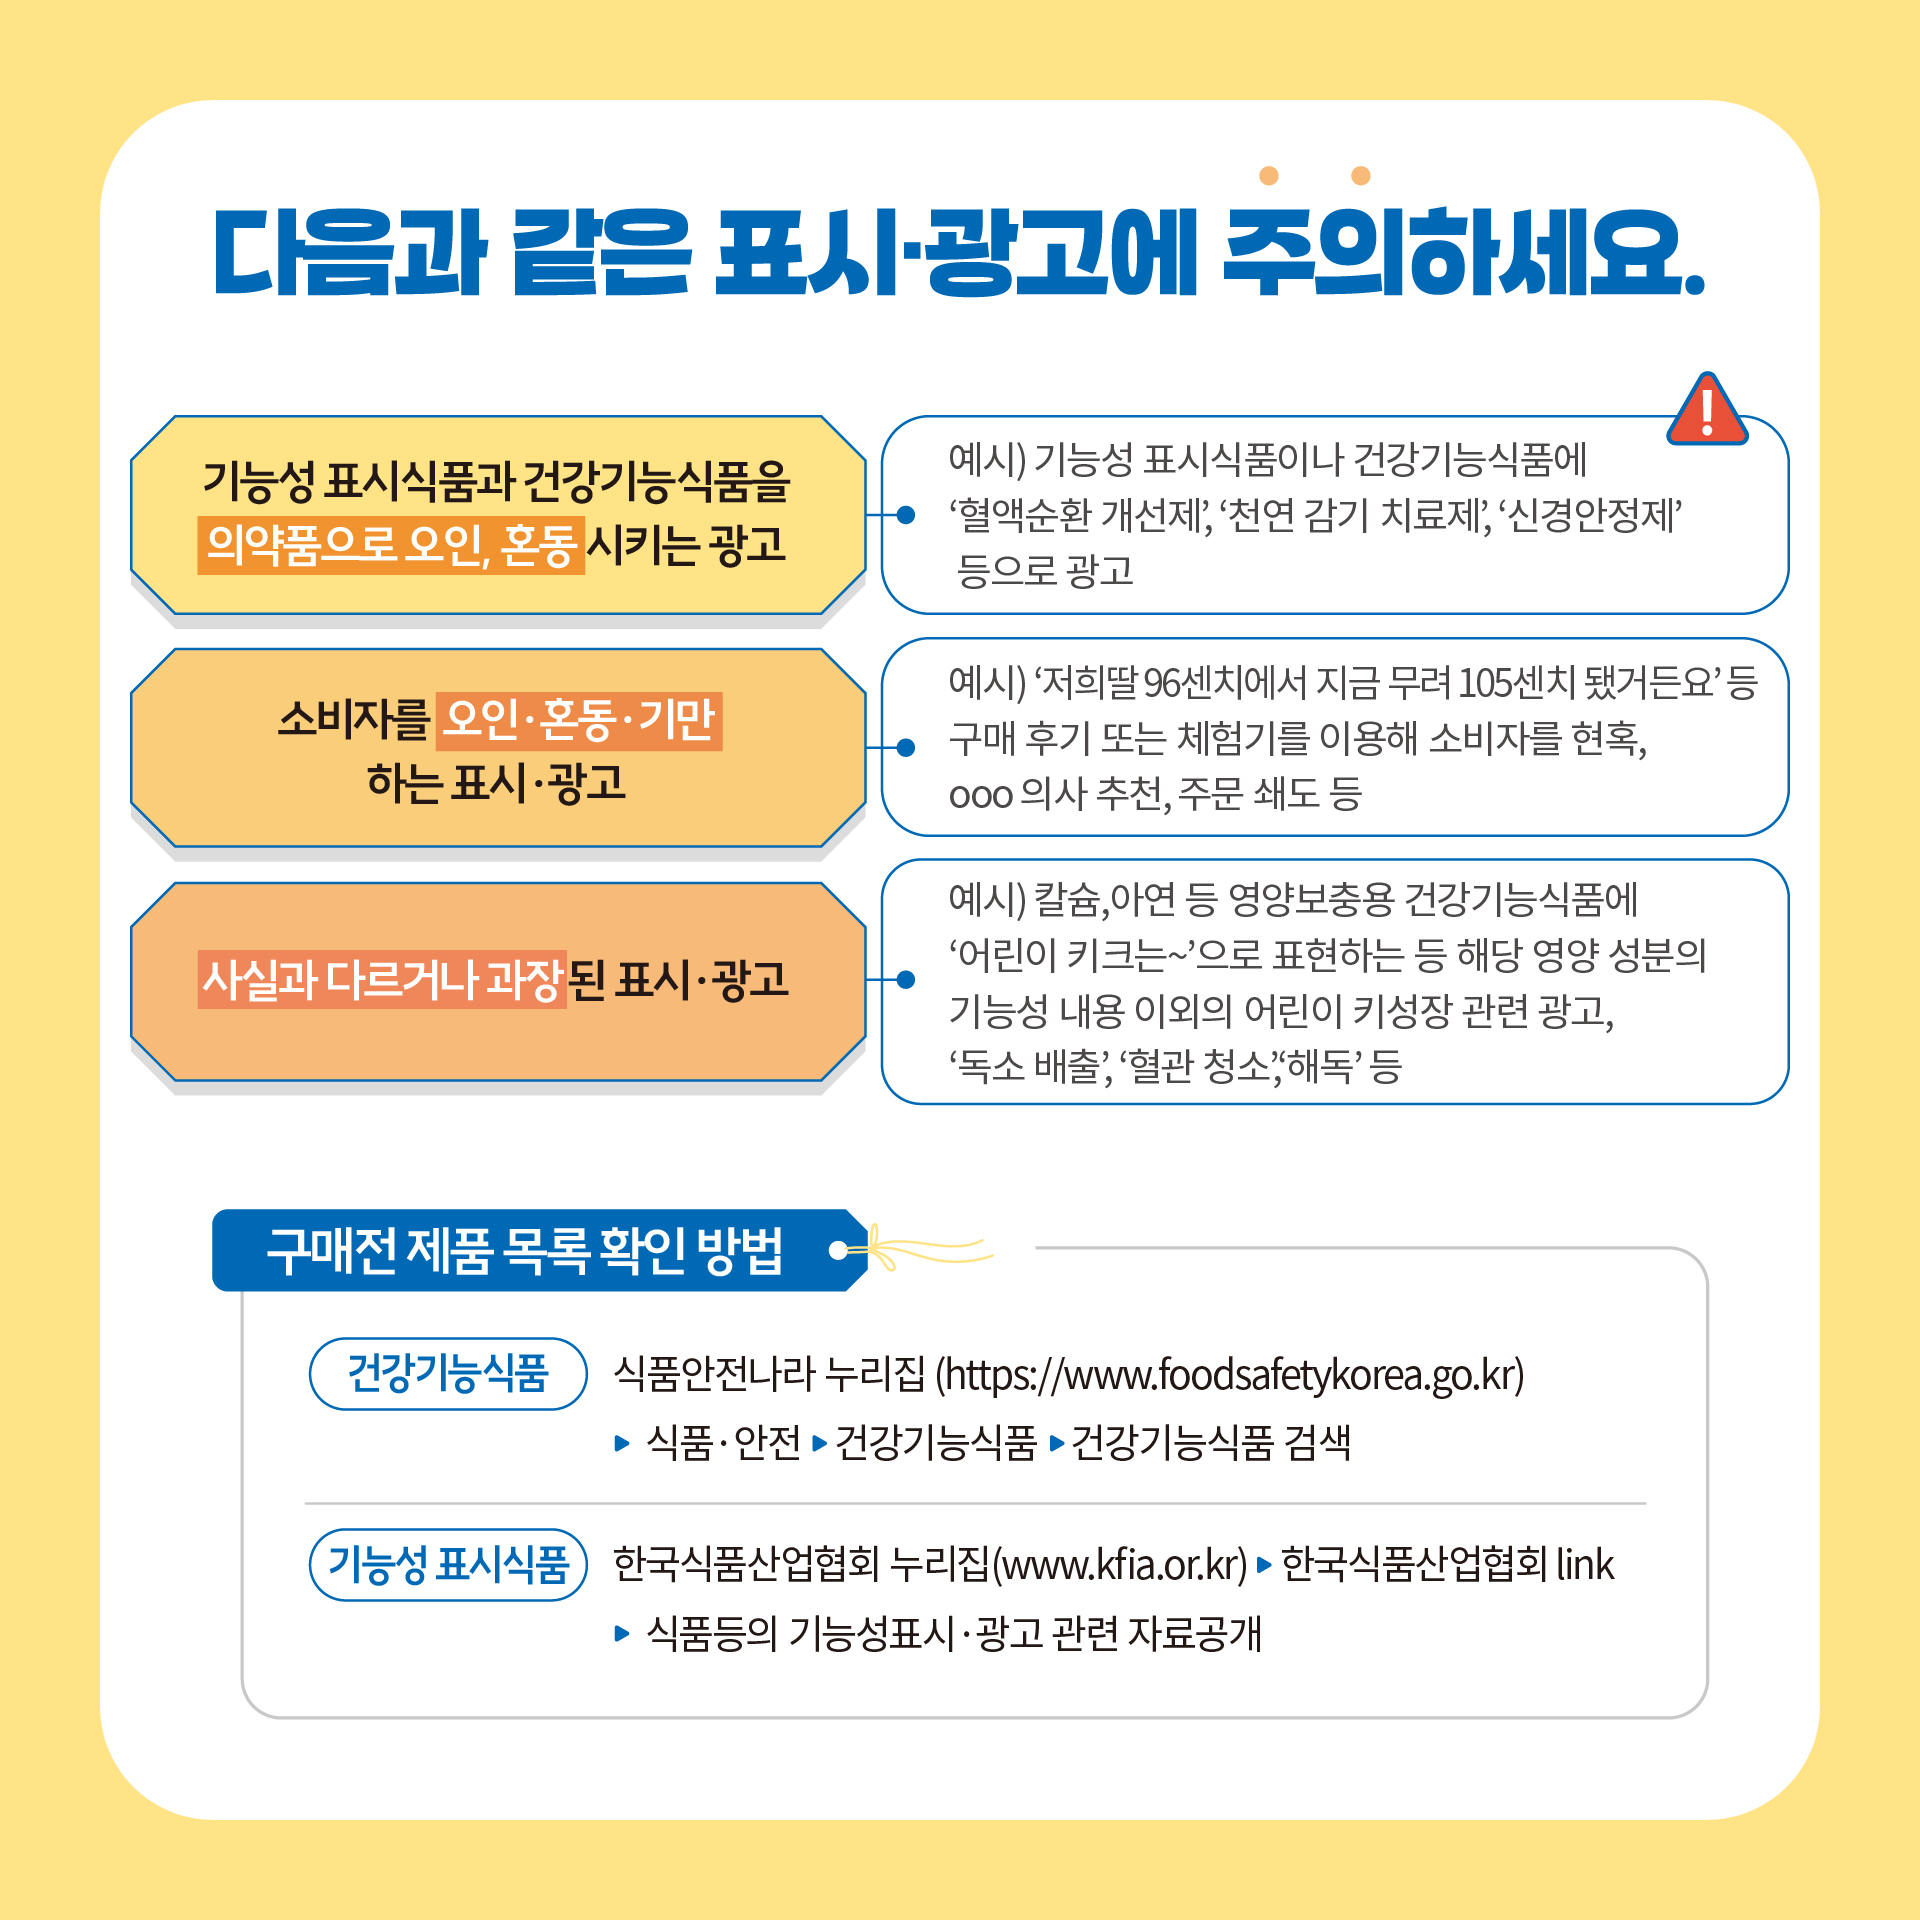 다음과 같은 표시·광고에 주의하세요.
기능성 표시식품과 건강기능식품을
의약품으로 오인, 혼동 시키는 광고
예시) 기능성 표시식품이나 건강기능식품에
‘혈액순환 개선제’, ‘천연 감기 치료제’, ‘신경안정제’
등으로 광고
소비자를 오인·혼동·기만
하는 표시·광고
예시) ‘저희딸 96센치에서 지금 무려 105센치 됐거든요’ 등
구매 후기 또는 체험기를 이용해 소비자를 현혹,
ooo 의사 추천, 주문 쇄도 등
사실과 다르거나 과장된 표시·광고
예시) 칼슘,아연 등 영양보충용 건강기능식품에
‘어린이 키크는~’으로 표현하는 등 해당 영양 성분의
기능성 내용 이외의 어린이 키성장 관련 광고,
‘독소 배출’, ‘혈관 청소’,‘해독’ 등
구매전 제품 목록 확인 방법
건강기능식품
식품안전나라 누리집 (https://www.foodsafetykorea.go.kr)
▶ 식품·안전 ▶ 건강기능식품 ▶ 건강기능식품 검색
기능성 표시식품
한국식품산업협회 누리집(www.kfia.or.kr) ▶ 한국식품산업협회 link
▶ 식품등의 기능성표시·광고 관련 자료공개